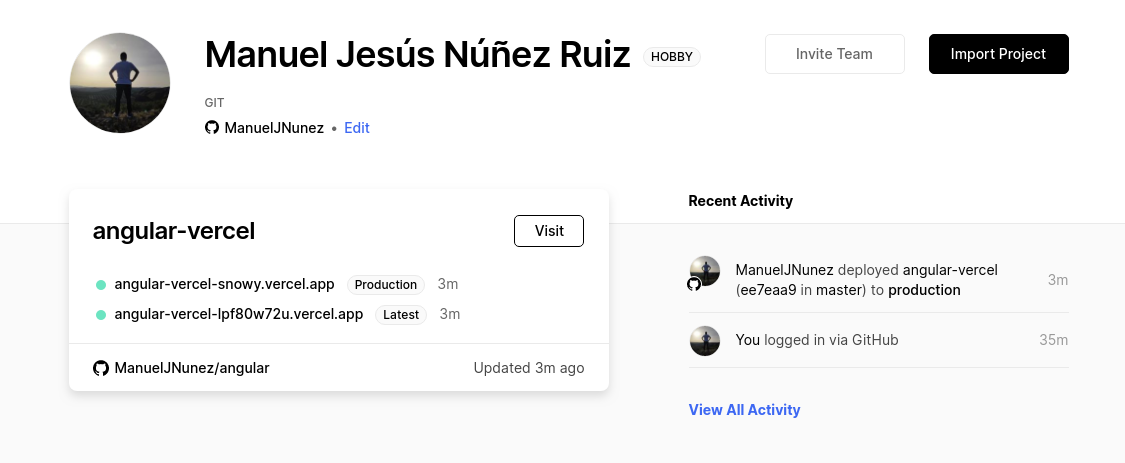 Manuel Jesús Núñez Ruiz HOBBY
Invite Team
Import Project
GIT
ManuelJNunez • Edit
angular-vercel
Visit
angular-vercel-snowy.vercel.app Production 3m
angular-vercel-lpf80w72u.vercel.app Latest 3m
ManuelJNunez/angular
Updated 3m ago
Recent Activity
ManuelJNunez deployed angular-vercel
(ee7eaa9 in master) to production
3m
You logged in via GitHub
35m
View All Activity